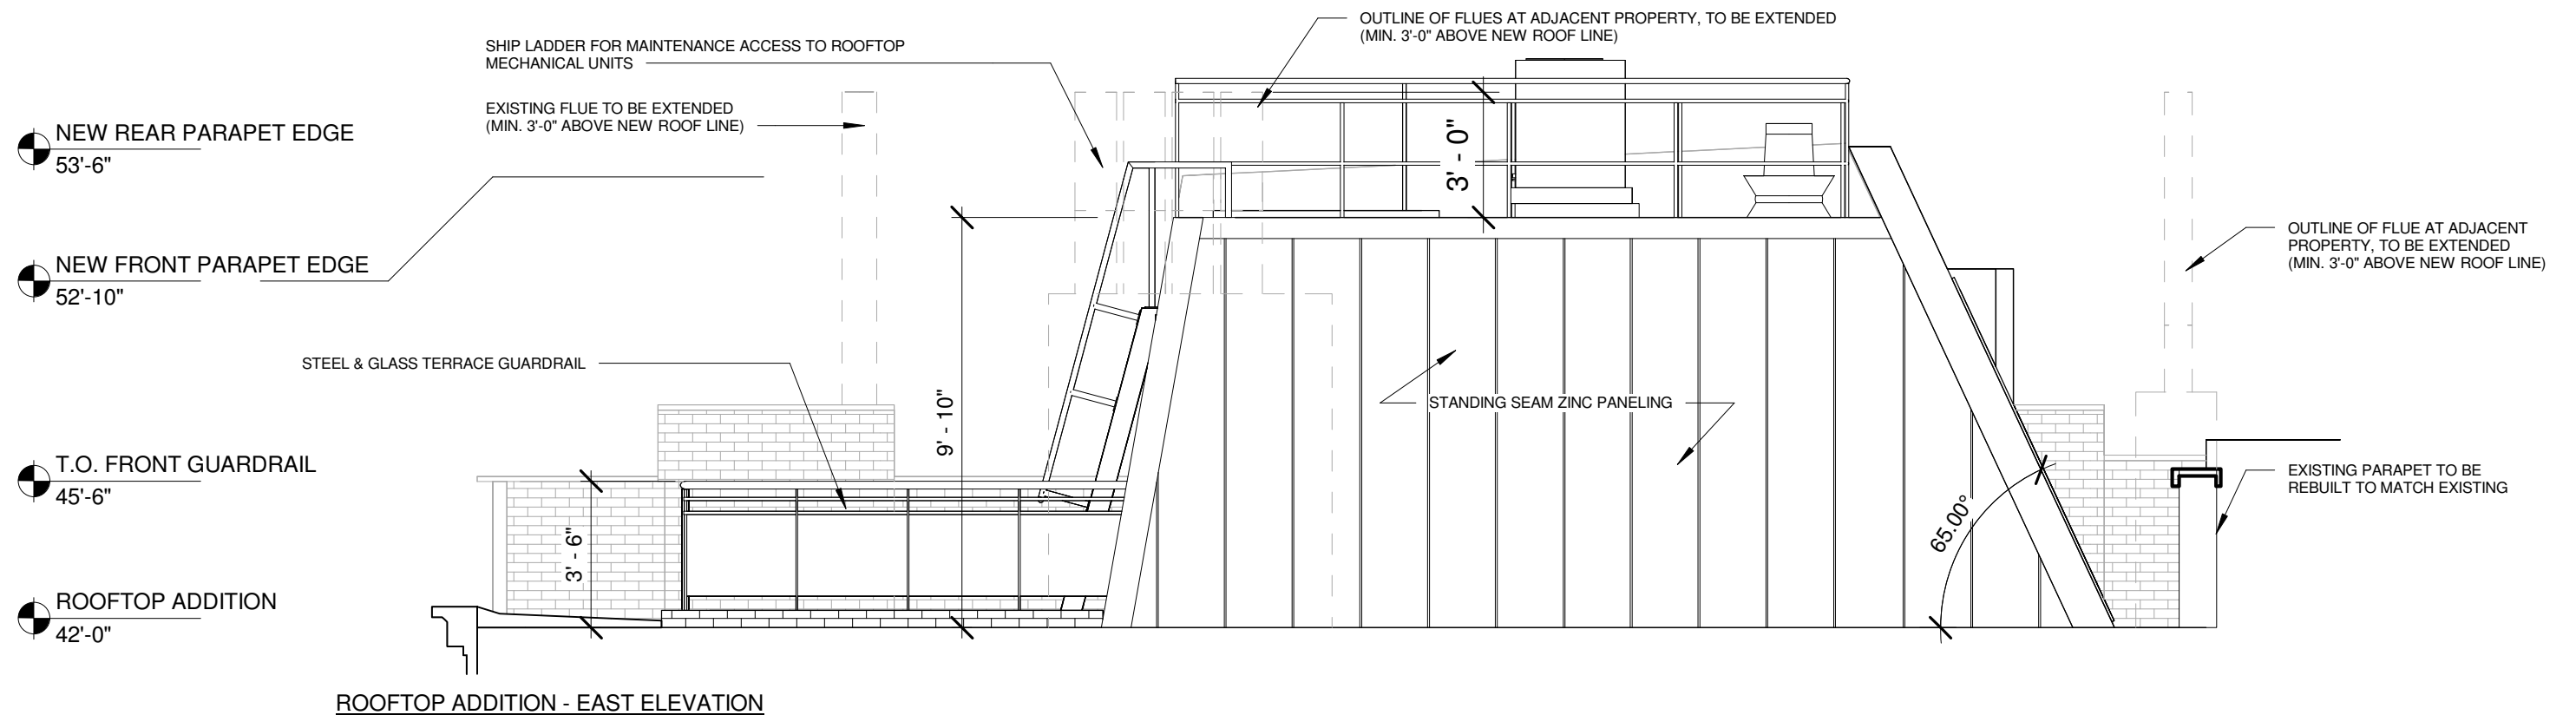 OUTLINE OF FLUES AT ADJACENT PROPERTY, TO BE EXTENDED
(MIN. 3'-0" ABOVE NEW ROOF LINE)
SHIP LADDER FOR MAINTENANCE ACCESS TO ROOFTOP
MECHANICAL UNITS
EXISTING FLUE TO BE EXTENDED
(MIN. 3'-0" ABOVE NEW ROOF LINE)
NEW REAR PARAPET EDGE
53'-6"
3' - 0"
OUTLINE OF FLUE AT ADJACENT
PROPERTY, TO BE EXTENDED
(MIN. 3'-0" ABOVE NEW ROOF LINE)
NEW FRONT PARAPET EDGE
52'-10"
STEEL & GLASS TERRACE GUARDRAIL
9' - 10"
STANDING SEAM ZINC PANELING
T.O. FRONT GUARDRAIL
45'-6"
EXISTING PARAPET TO BE
REBUILT TO MATCH EXISTING
3' - 6"
65.00°
ROOFTOP ADDITION
42'-0"
ROOFTOP ADDITION - EAST ELEVATION